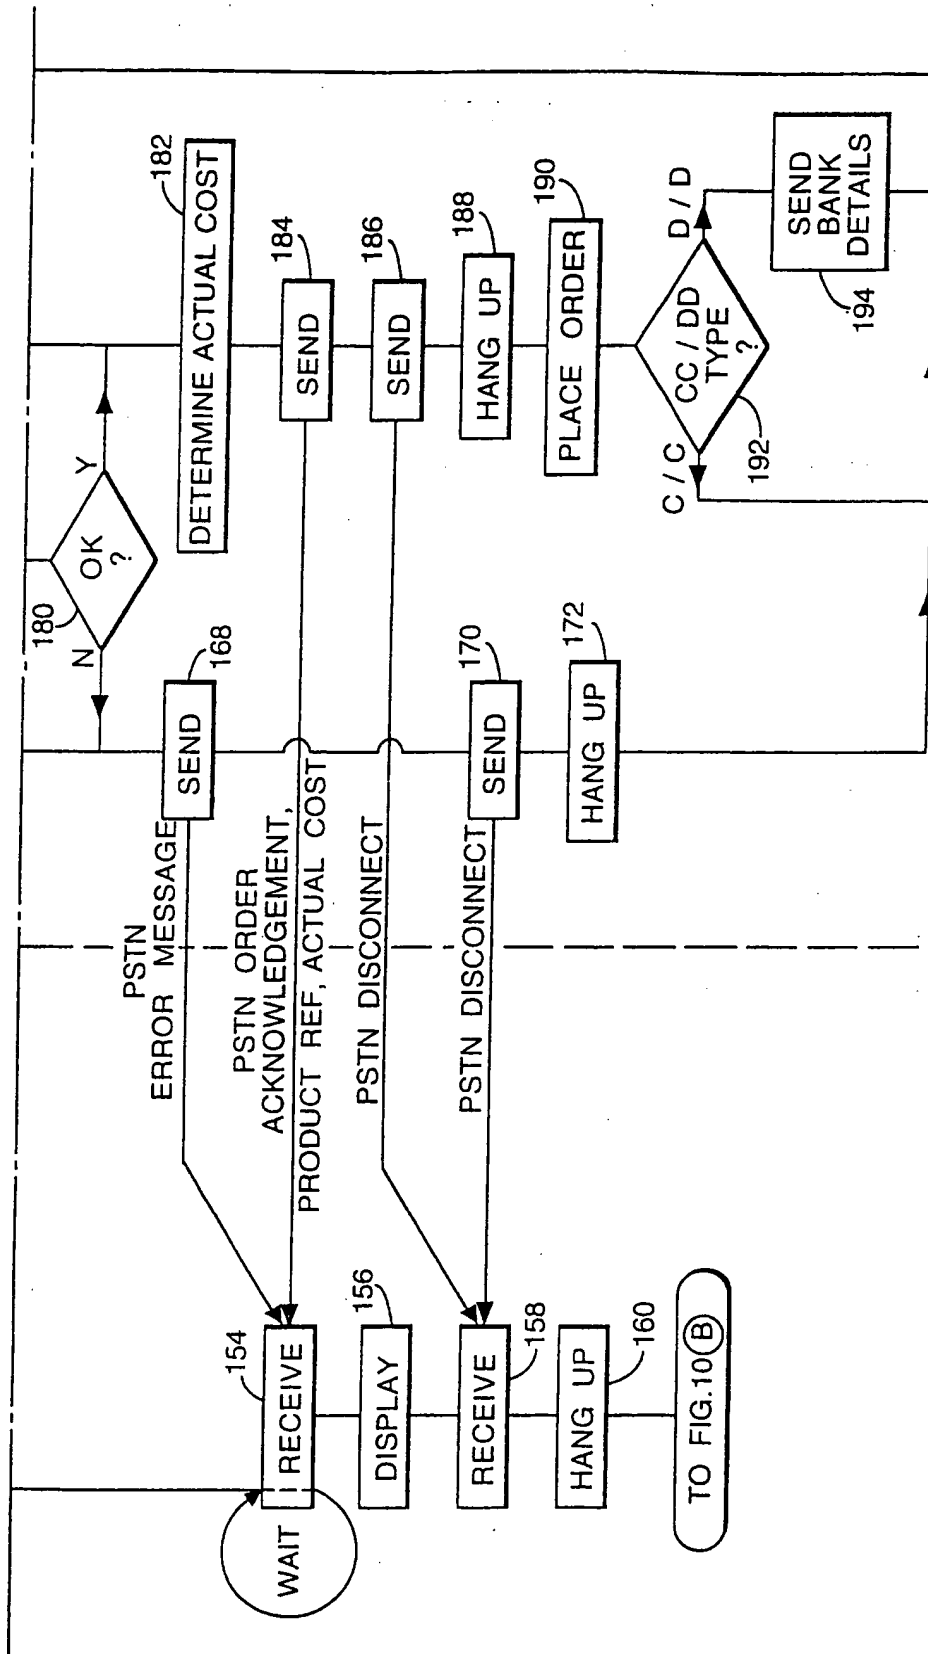 180
OK
?
Y
N
182
DETERMINE ACTUAL COST
168
SEND
PSTN
ERROR MESSAGE
184
SEND
PSTN ORDER
ACKNOWLEDGEMENT,
PRODUCT REF, ACTUAL COST
154
RECEIVE
WAIT
186
SEND
PSTN DISCONNECT
156
DISPLAY
188
HANG UP
170
SEND
PSTN DISCONNECT
158
RECEIVE
190
PLACE ORDER
172
HANG UP
160
HANG UP
CC / DD
TYPE
?
192
C / C
D / D
TO FIG.10 B
SEND
BANK
DETAILS
194